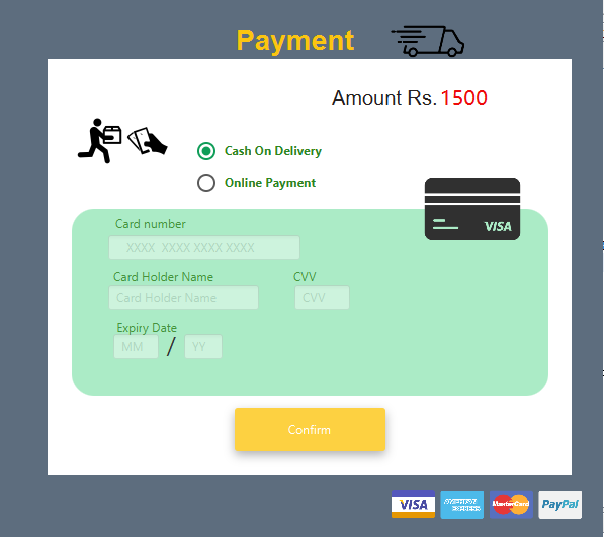 Payment
Amount Rs. 1500
Cash On Delivery
Online Payment
VISA
Card number
XXXX XXXX XXXX XXXX
Card Holder Name CVV
Card Holder Name CVV
Expiry Date
MM / YY
Confirm
VISA AMERICAN EXPRESS MasterCard PayPal